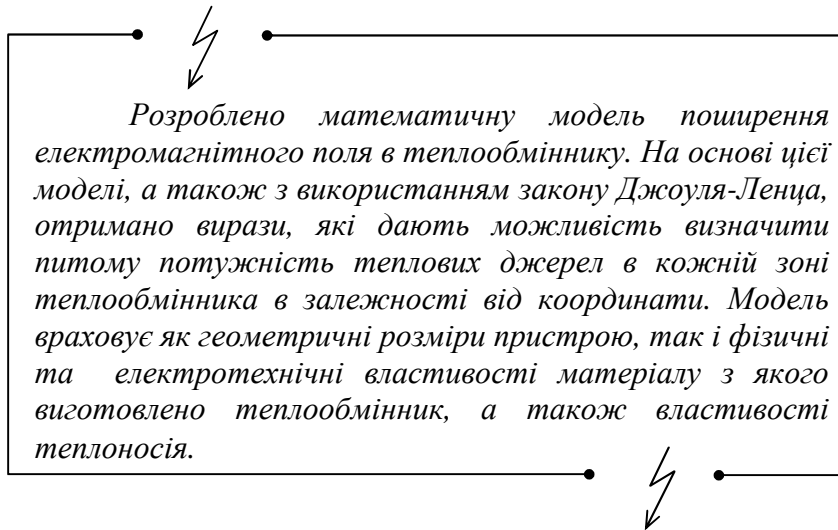 Розроблено математичну модель поширення
електромагнітного поля в теплообміннику. На основі цієї
моделі, а також з використанням закону Джоуля-Ленца,
отримано вирази, які дають можливість визначити
питому потужність теплових джерел в кожній зоні
теплообмінника в залежності від координати. Модель
враховує як геометричні розміри пристрою, так і фізичні
та електротехнічні властивості матеріалу з якого
виготовлено теплообмінник, а також властивості
теплоносія.